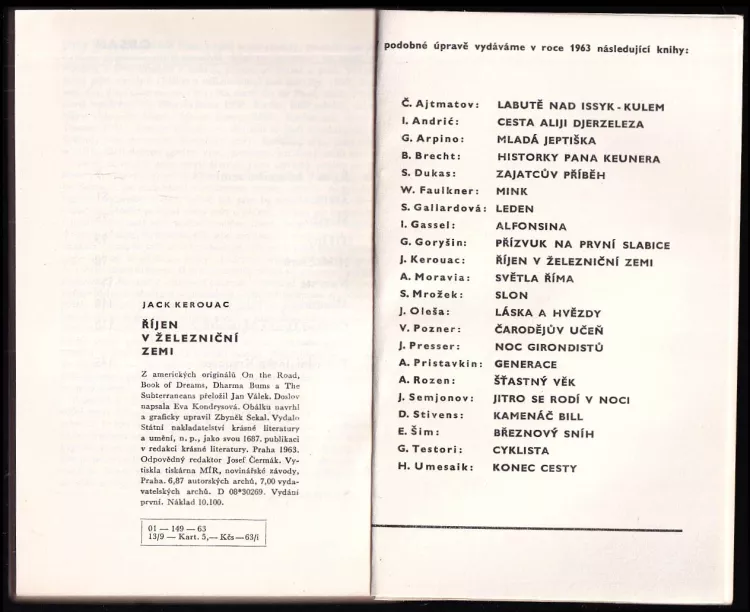 JACK KEROUAC
ŘÍJEN
V ŽELEZNIČNÍ
ZEMI
Z amerických originálů On the Road,
Book of Dreams, Dharma Bums a The
Subterraneans přeložil Jan Válek. Doslov
napsala Eva Kondrysová. Obálku navrhl
a graficky upravil Zbyněk Sekal. Vydalo
Státní nakladatelství krásné literatury
a umění, n. p., jako svou 1687. publikaci
v redakci krásné literatury. Praha 1963.
Odpovědný redaktor Josef Čermák. Vy-
tiskla tiskárna MÍR, novinářské závody,
Praha. 6,87 autorských archů, 7,00 vyda-
vatelských archů. D 08*30269. Vydání
první. Náklad 10.100.
01 — 149 — 63
13/9 — Kart. 5,— Kčs — 63/I
podobné úpravě vydáváme v roce 1963 následující knihy:
Č. Ajtmatov: LABUTĚ NAD ISSYK-KULEM
I. Andrić: CESTA ALIJI DJERZELEZA
G. Arpino: MLADÁ JEPTIŠKA
B. Brecht: HISTORKY PANA KEUNERA
S. Dukas: ZAJATCŮV PŘÍBĚH
W. Faulkner: MINK
S. Gallardová: LEDEN
I. Gassel: ALFONSINA
G. Goryšin: PŘÍZVUK NA PRVNÍ SLABICE
J. Kerouac: ŘÍJEN V ŽELEZNIČNÍ ZEMI
A. Moravia: SVĚTLA ŘÍMA
S. Mrožek: SLON
J. Oleša: LÁSKA A HVĚZDY
V. Pozner: ČARODĚJŮV UČEŇ
J. Presser: NOC GIRONDISTŮ
A. Pristavkin: GENERACE
A. Rozen: ŠŤASTNÝ VĚK
J. Semjonov: JITRO SE RODÍ V NOCI
D. Stivens: KAMENÁČ BILL
E. Šim: BŘEZNOVÝ SNÍH
G. Testori: CYKLISTA
H. Umesaik: KONEC CESTY